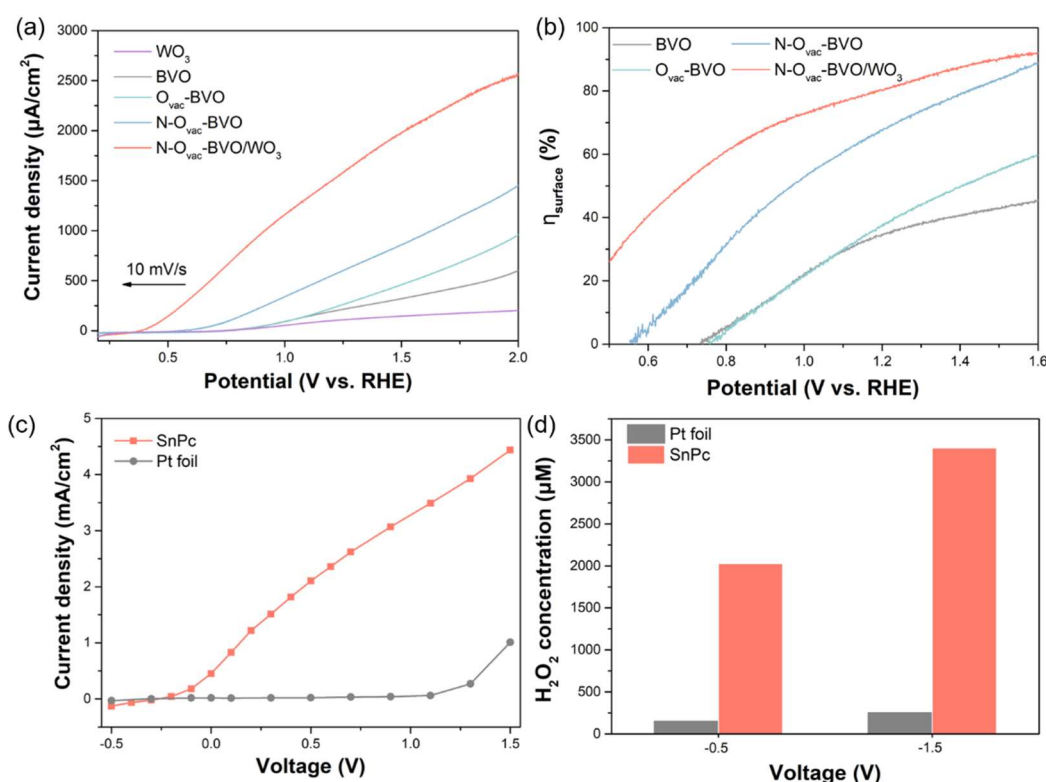 (a)
3000
2500
2000
1500
1000
500
0
Current density (µA/cm²)
WO₃
BVO
Oᵥₐc-BVO
N-Oᵥₐc-BVO
N-Oᵥₐc-BVO/WO₃
10 mV/s
0.5 1.0 1.5 2.0
Potential (V vs. RHE)
(b)
100
80
60
40
20
0
ηsurface (%)
BVO N-Oᵥₐc-BVO
Oᵥₐc-BVO N-Oᵥₐc-BVO/WO₃
0.6 0.8 1.0 1.2 1.4 1.6
Potential (V vs. RHE)
(c)
5
4
3
2
1
0
Current density (mA/cm²)
SnPc
Pt foil
-0.5 0.0 0.5 1.0 1.5
Voltage (V)
(d)
3500
3000
2500
2000
1500
1000
500
0
H₂O₂ concentration (µM)
Pt foil
SnPc
-0.5 -1.5
Voltage (V)